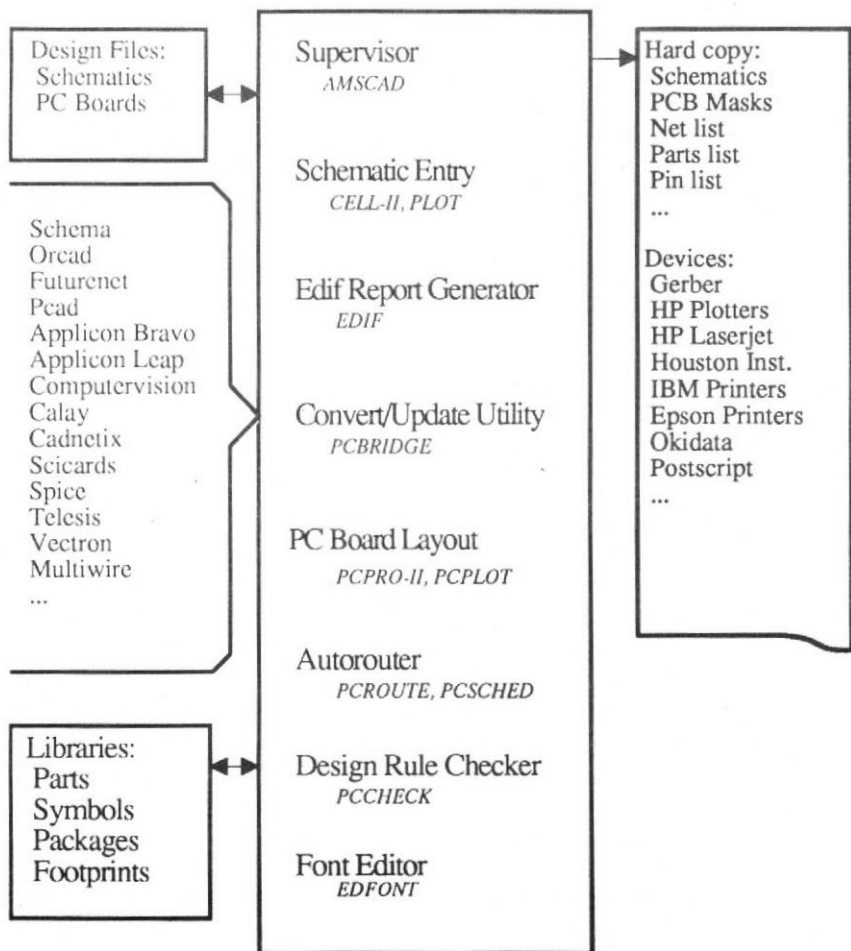 Design Files:
Schematics
PC Boards
Schema
Orcad
Futurenet
Pcad
Applicon Bravo
Applicon Leap
Computervision
Calay
Cadnetix
Scicards
Spice
Telesis
Vectron
Multiwire
...
Libraries:
Parts
Symbols
Packages
Footprints
Supervisor
AMSCAD
Schematic Entry
CELL-II, PLOT
Edif Report Generator
EDIF
Convert/Update Utility
PCBRIDGE
PC Board Layout
PCPRO-II, PCPLOT
Autorouter
PCROUTE, PCSCHED
Design Rule Checker
PCCHECK
Font Editor
EDFONT
Hard copy:
Schematics
PCB Masks
Net list
Parts list
Pin list
...
Devices:
Gerber
HP Plotters
HP Laserjet
Houston Inst.
IBM Printers
Epson Printers
Okidata
Postscript
...